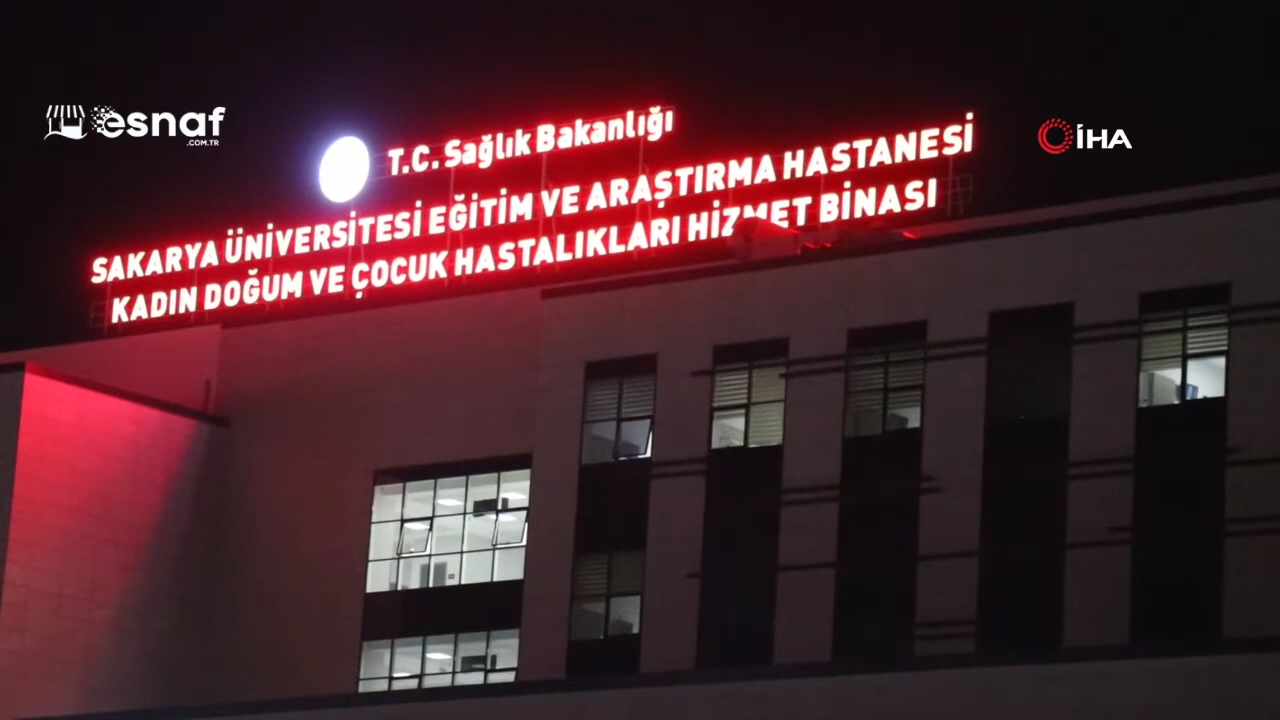 esnaf
.COM.TR
İHA
T.C. Sağlık Bakanlığı
SAKARYA ÜNİVERSİTESİ EĞİTİM VE ARAŞTIRMA HASTANESİ
KADIN DOĞUM VE ÇOCUK HASTALIKLARI HİZMET BİNASI